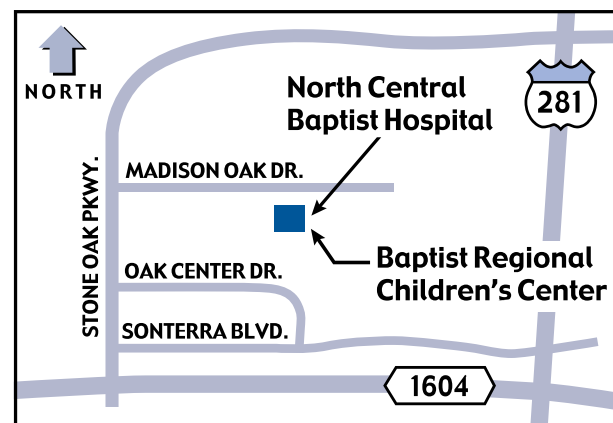 NORTH
North Central
Baptist Hospital
281
MADISON OAK DR.
STONE OAK PKWY.
Baptist Regional
Children's Center
OAK CENTER DR.
SONTERRA BLVD.
1604